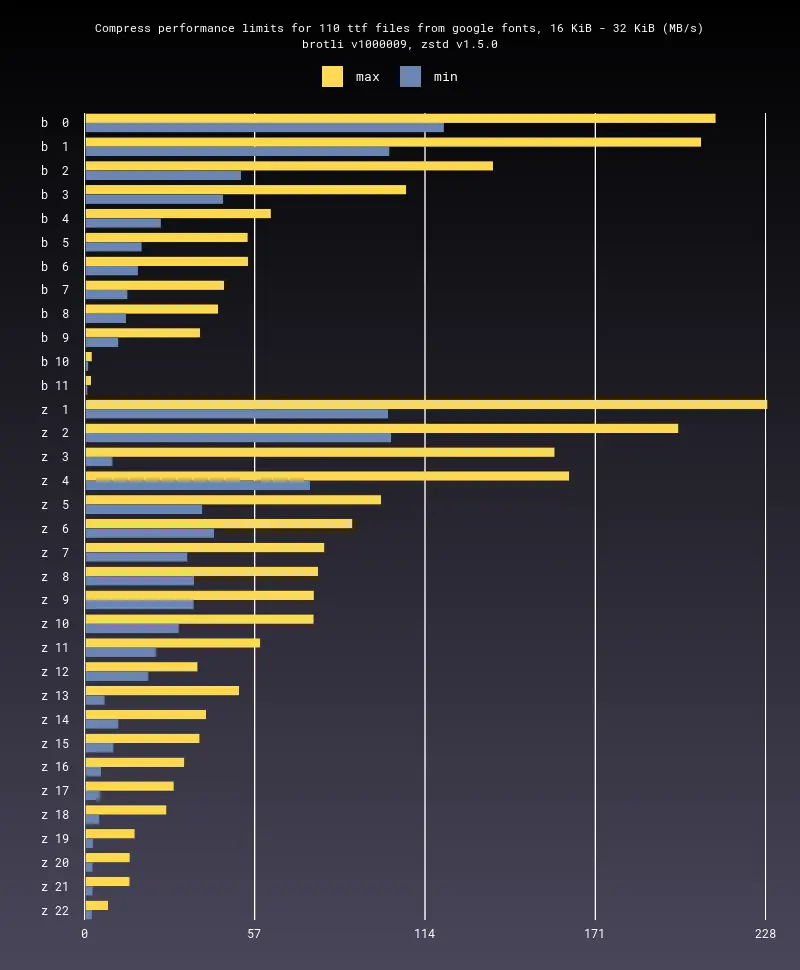 Compress performance limits for 110 ttf files from google fonts, 16 KiB - 32 KiB (MB/s)
brotli v1000009, zstd v1.5.0
max min
b 0
b 1
b 2
b 3
b 4
b 5
b 6
b 7
b 8
b 9
b 10
b 11
z 1
z 2
z 3
z 4
z 5
z 6
z 7
z 8
z 9
z 10
z 11
z 12
z 13
z 14
z 15
z 16
z 17
z 18
z 19
z 20
z 21
z 22
0 57 114 171 228